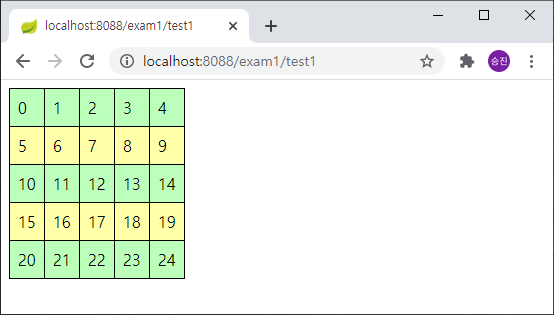 localhost:8088/exam1/test1
localhost:8088/exam1/test1
승진
0 1 2 3 4
5 6 7 8 9
10 11 12 13 14
15 16 17 18 19
20 21 22 23 24